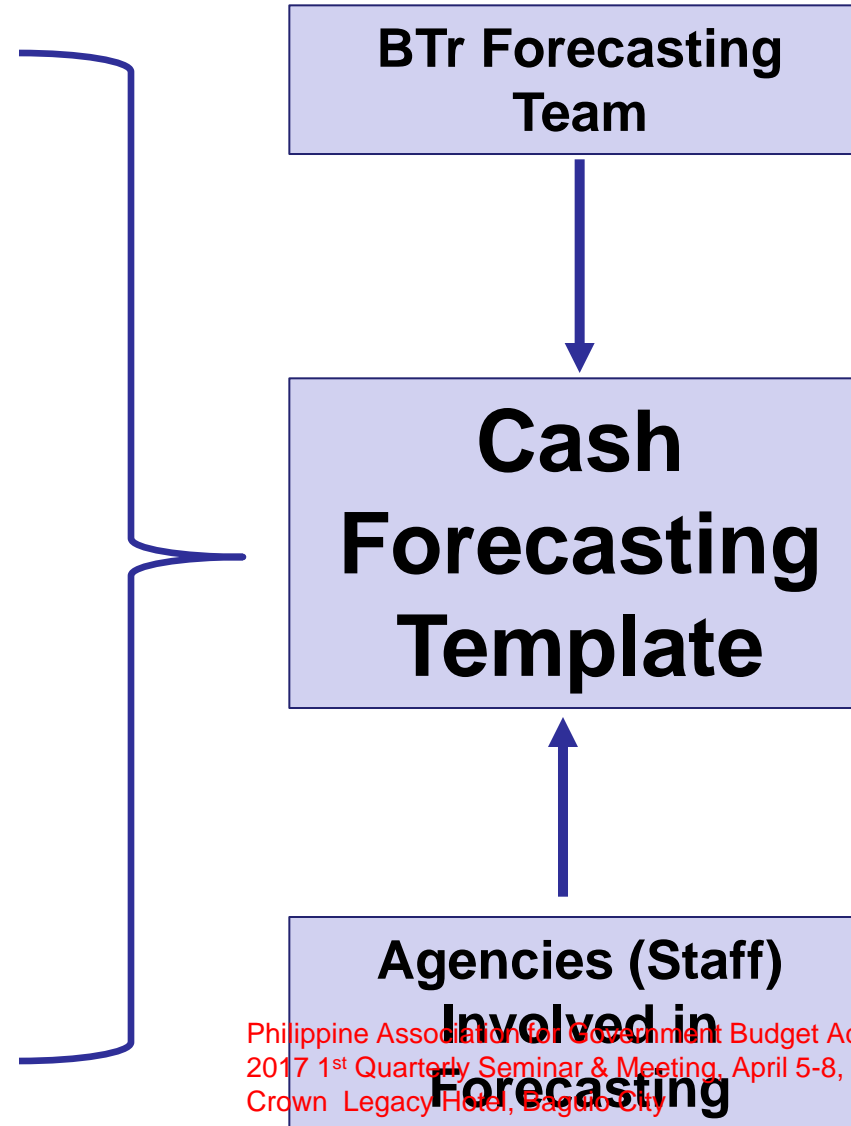 BTr Forecasting
Team
Cash
Forecasting
Template
Agencies (Staff)
Involved in
Forecasting
Philippine Association for Government Budget
2017 1st Quarterly Seminar & Meeting, April 5-8,
Crown Legacy Hotel, Baguio City